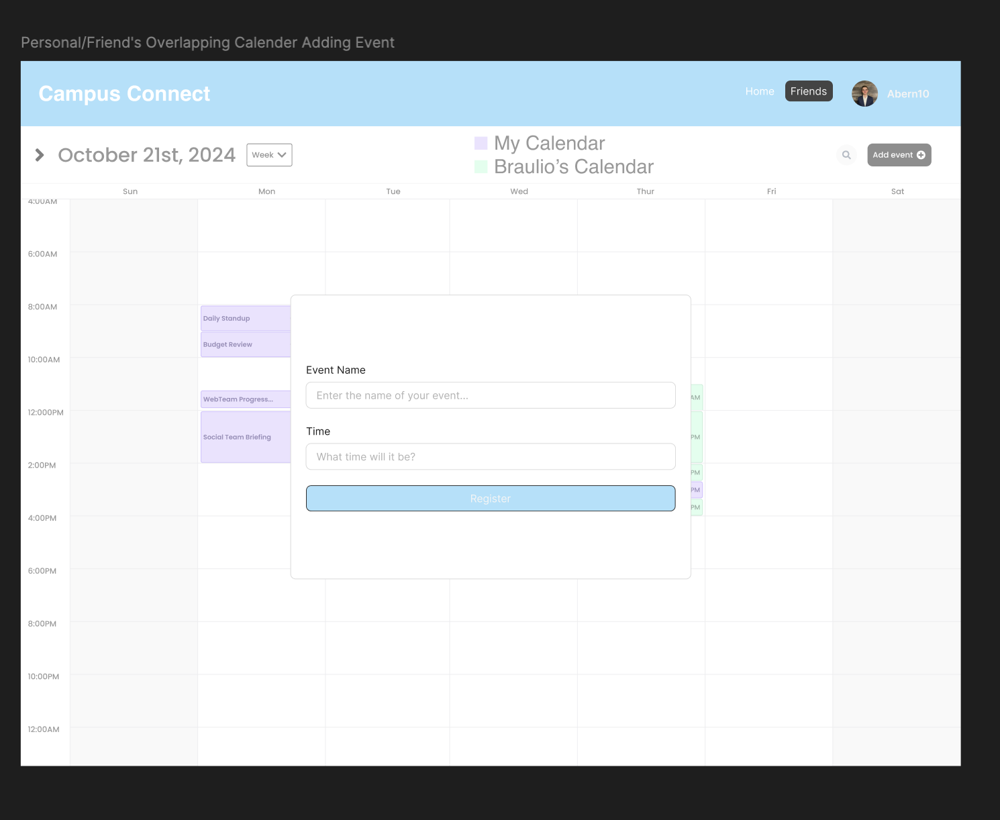 Personal/Friend's Overlapping Calender Adding Event
Campus Connect
Home
Friends
Abern10
October 21st, 2024
Week
My Calendar
Braulio’s Calendar
Add event
Sun
Mon
Tue
Wed
Thur
Fri
Sat
4:00AM
6:00AM
8:00AM
10:00AM
12:000PM
2:00PM
4:00PM
6:00PM
8:00PM
10:00PM
12:00AM
Daily Standup
Budget Review
WebTeam Progress...
Social Team Briefing
Event Name
Enter the name of your event...
Time
What time will it be?
Register
AM
PM
PM
PM
PM